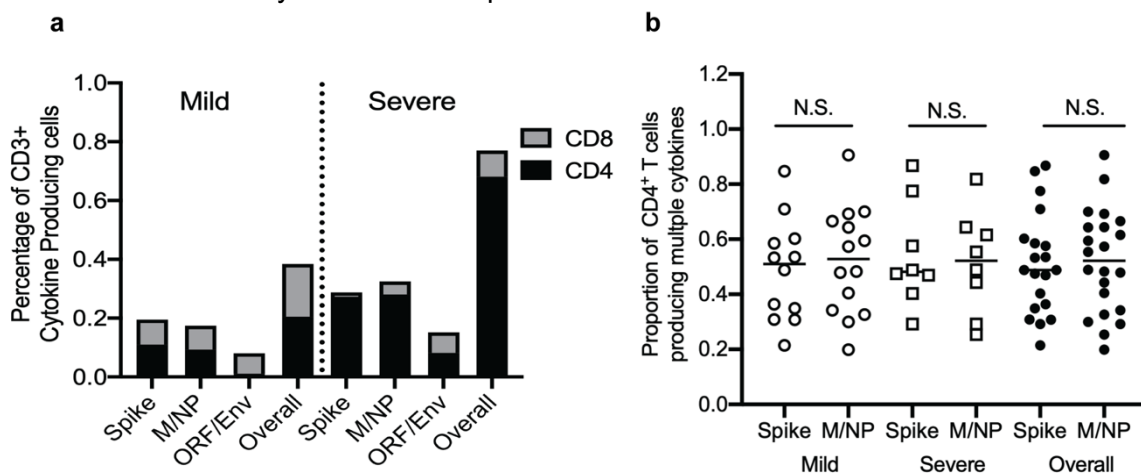 a
b
Percentage of CD3+
Cytokine Producing cells
1.0
0.8
0.6
0.4
0.2
0.0
Mild
Severe
CD8
CD4
Spike
M/NP
ORF/Env
Overall
Spike
M/NP
ORF/Env
Overall
Proportion of CD4+ T cells
producing multple cytokines
1.2
1.0
0.8
0.6
0.4
0.2
0.0
N.S.
N.S.
N.S.
Spike M/NP Spike M/NP Spike M/NP
Mild Severe Overall